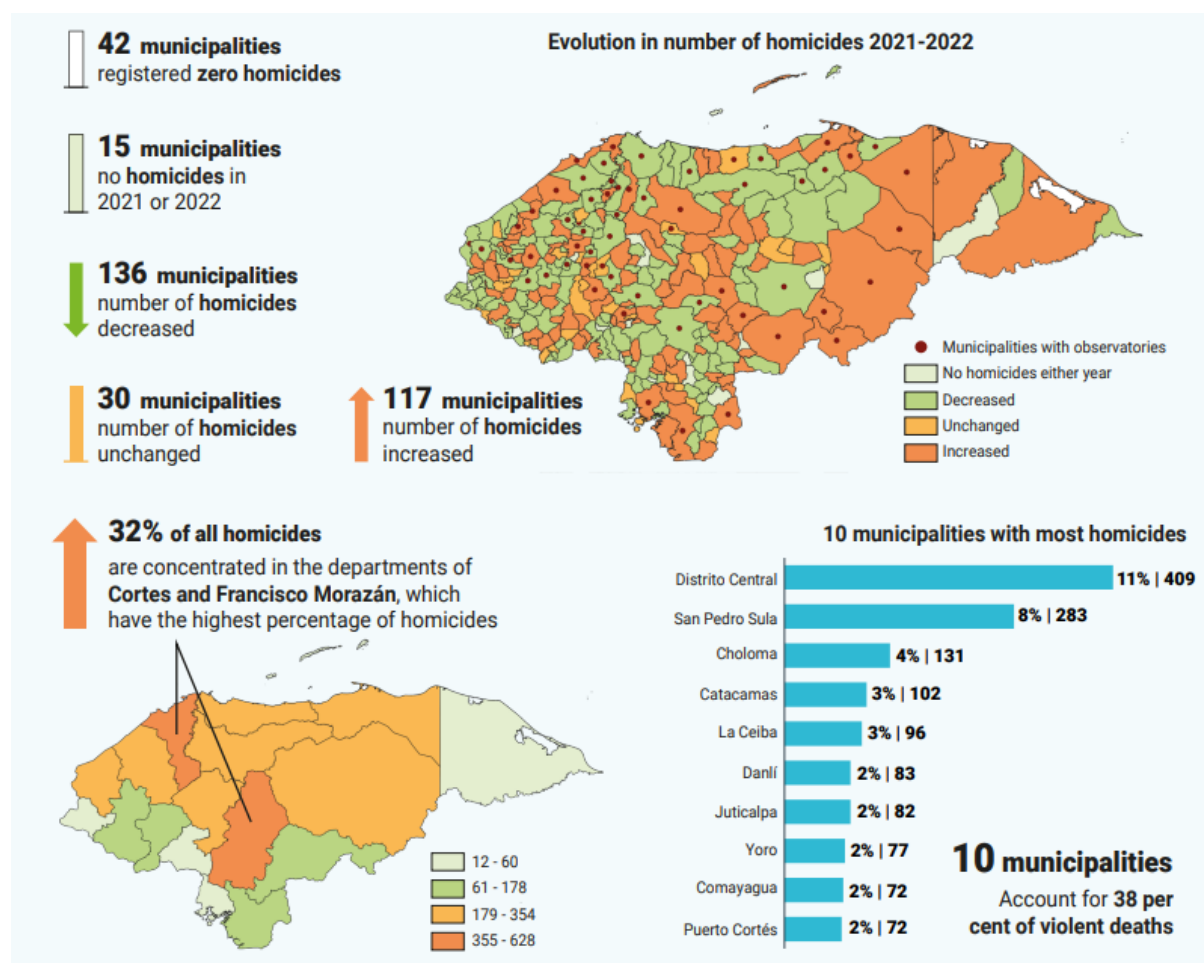 42 municipalities
registered zero homicides
15 municipalities
no homicides in
2021 or 2022
136 municipalities
number of homicides
decreased
30 municipalities
number of homicides
unchanged
117 municipalities
number of homicides
increased
Evolution in number of homicides 2021-2022
Municipalities with observatories
No homicides either year
Decreased
Unchanged
Increased
32% of all homicides
are concentrated in the departments of
Cortes and Francisco Morazán, which
have the highest percentage of homicides
12 - 60
61 - 178
179 - 354
355 - 628
10 municipalities with most homicides
Distrito Central 11% | 409
San Pedro Sula 8% | 283
Choloma 4% | 131
Catacamas 3% | 102
La Ceiba 3% | 96
Danlí 2% | 83
Juticalpa 2% | 82
Yoro 2% | 77
Comayagua 2% | 72
Puerto Cortés 2% | 72
10 municipalities
Account for 38 per
cent of violent deaths